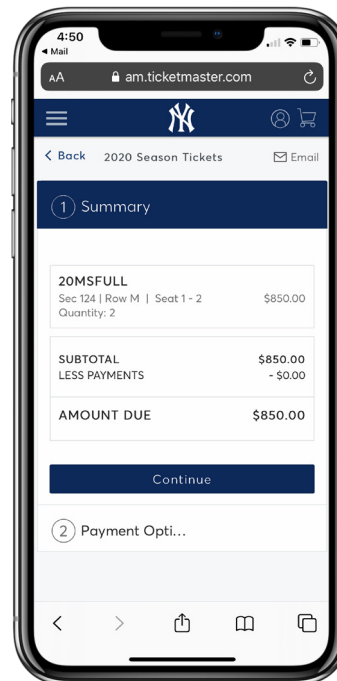 4:50
Mail
AA am.ticketmaster.com
NY
Back 2020 Season Tickets Email
1 Summary
20MSFULL
Sec 124 | Row M | Seat 1 - 2 $850.00
Quantity: 2
SUBTOTAL $850.00
LESS PAYMENTS - $0.00
AMOUNT DUE $850.00
Continue
2 Payment Opti...